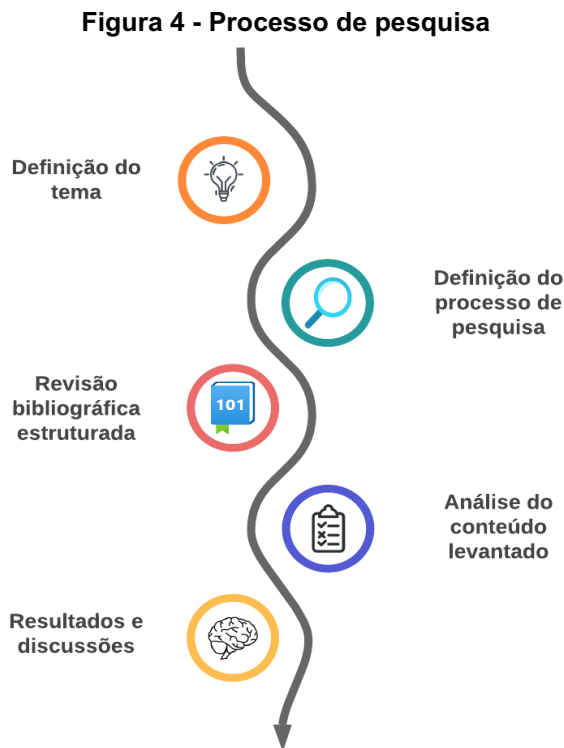 Figura 4 - Processo de pesquisa
Definição do
tema
Definição do
processo de
pesquisa
Revisão
bibliográfica
estruturada
101
Análise do
conteúdo
levantado
Resultados e
discussões